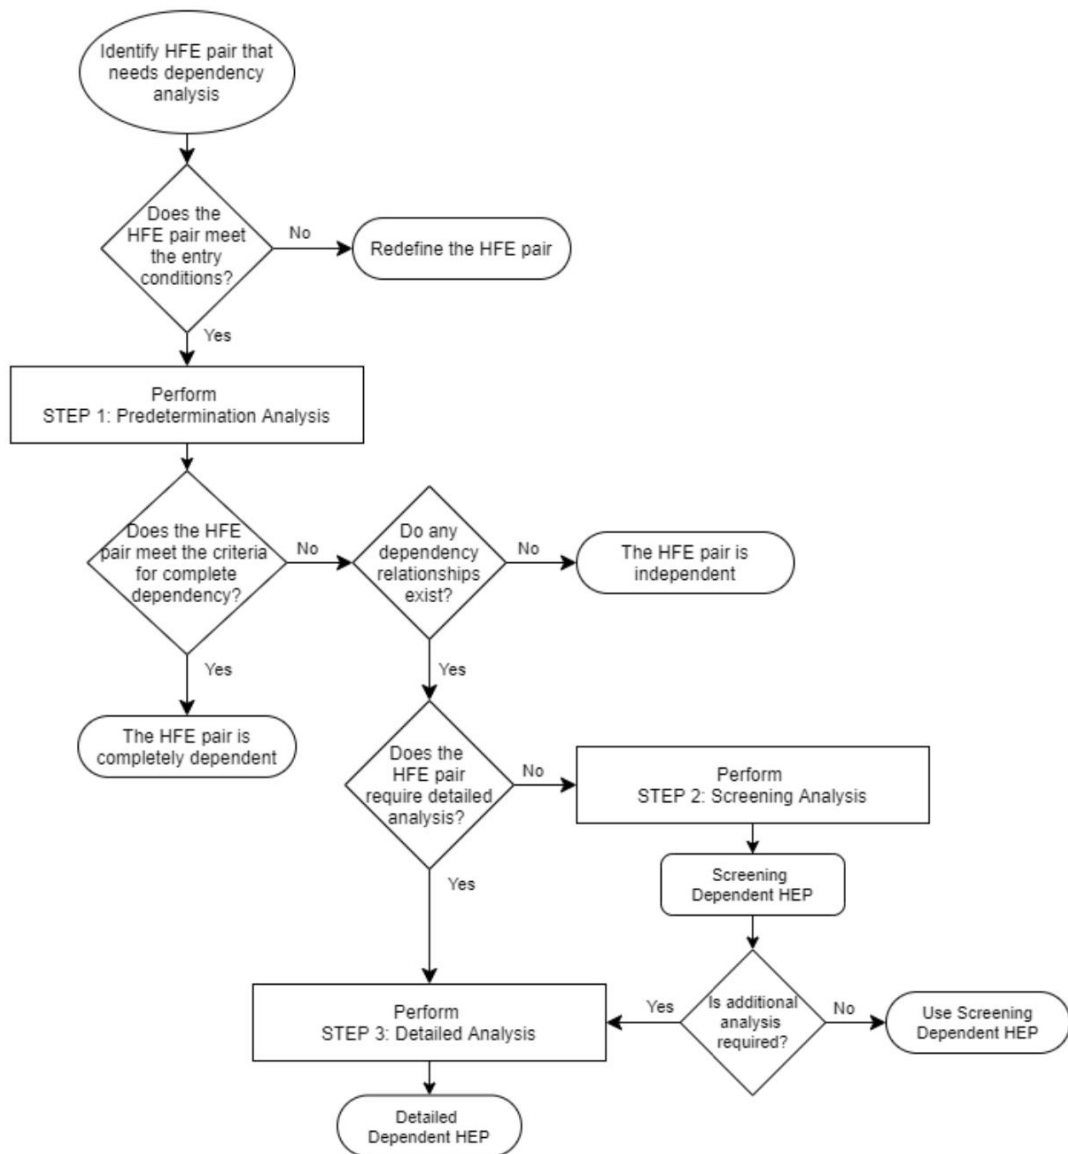 Identify HFE pair that
needs dependency
analysis
Does the
HFE pair meet
the entry
conditions?
No
Redefine the HFE pair
Yes
Perform
STEP 1: Predetermination Analysis
Does the HFE
pair meet the criteria
for complete
dependency?
No
Do any
dependency
relationships
exist?
No
The HFE pair is
independent
Yes
The HFE pair is
completely dependent
Yes
Does the
HFE pair
require detailed
analysis?
No
Perform
STEP 2: Screening Analysis
Screening
Dependent HEP
Yes
Is additional
analysis
required?
No
Use Screening
Dependent HEP
Yes
Perform
STEP 3: Detailed Analysis
Detailed
Dependent HEP